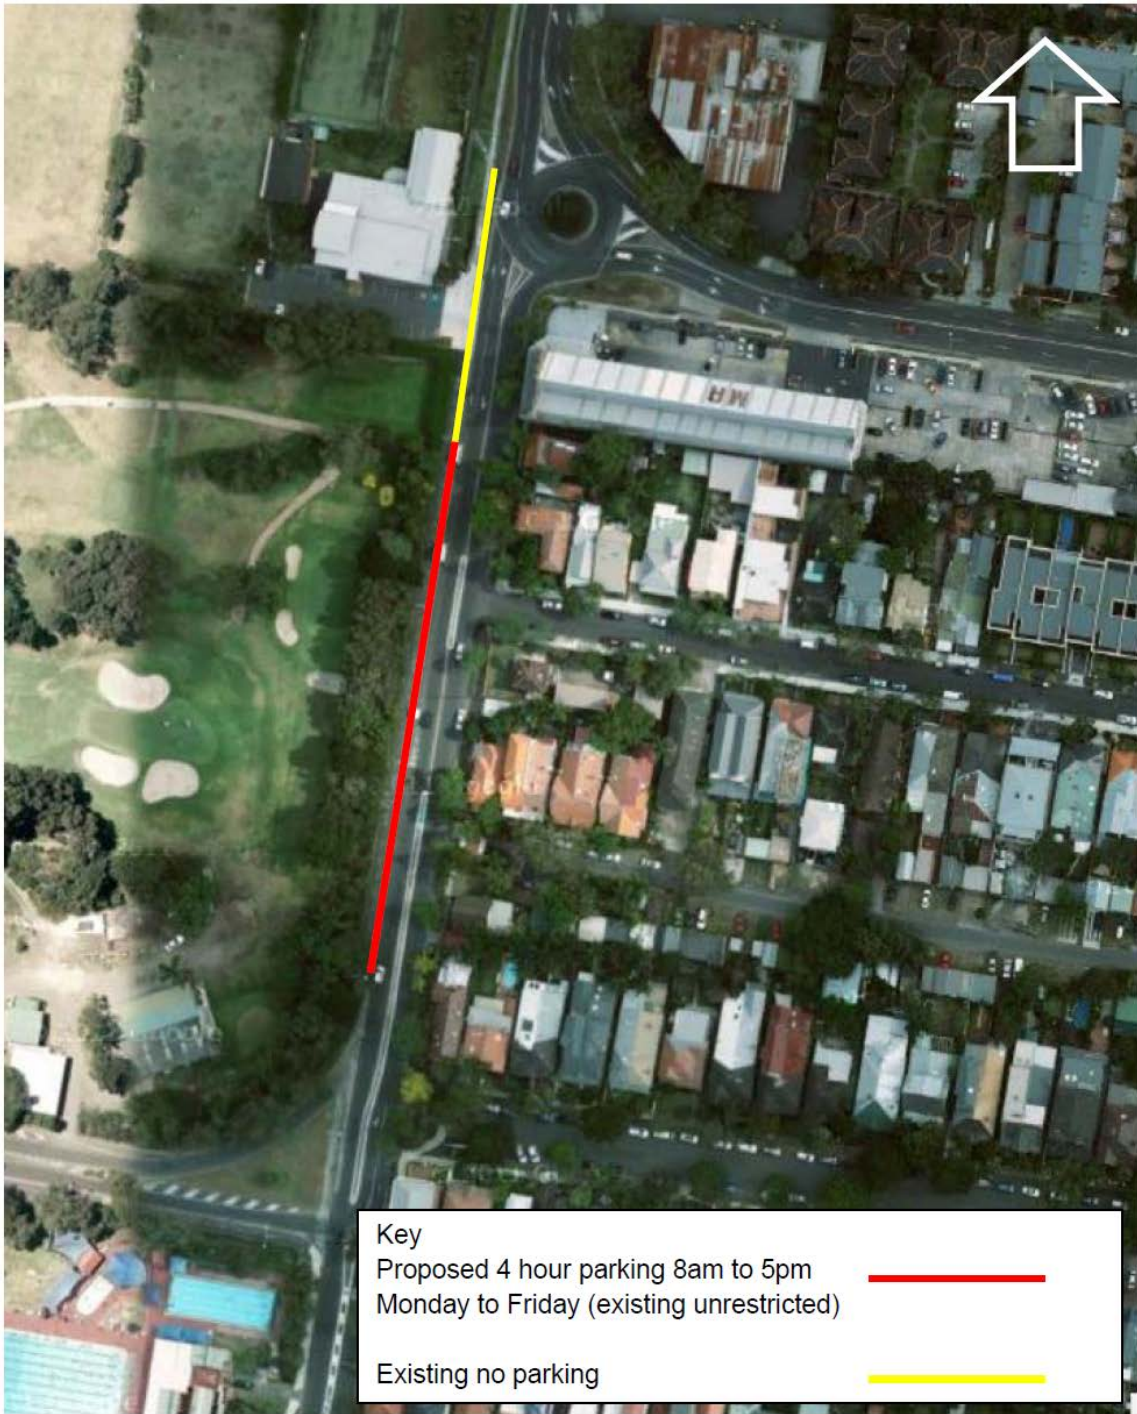 Key
Proposed 4 hour parking 8am to 5pm
Monday to Friday (existing unrestricted)
Existing no parking